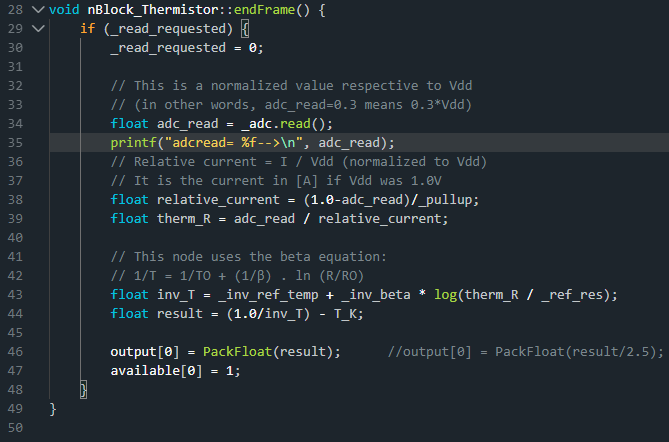 28 void nBlock_Thermistor::endFrame() {
29 if (_read_requested) {
30 _read_requested = 0;
31
32 // This is a normalized value respective to Vdd
33 // (in other words, adc_read=0.3 means 0.3*Vdd)
34 float adc_read = _adc.read();
35 printf("adcread= %f-->\n", adc_read);
36 // Relative current = I / Vdd (normalized to Vdd)
37 // It is the current in [A] if Vdd was 1.0V
38 float relative_current = (1.0-adc_read)/_pullup;
39 float therm_R = adc_read / relative_current;
40
41 // This node uses the beta equation:
42 // 1/T = 1/TO + (1/β) . ln (R/RO)
43 float inv_T = _inv_ref_temp + _inv_beta * log(therm_R / _ref_res);
44 float result = (1.0/inv_T) - T_K;
45
46 output[0] = PackFloat(result); //output[0] = PackFloat(result/2.5);
47 available[0] = 1;
48 }
49 }
50